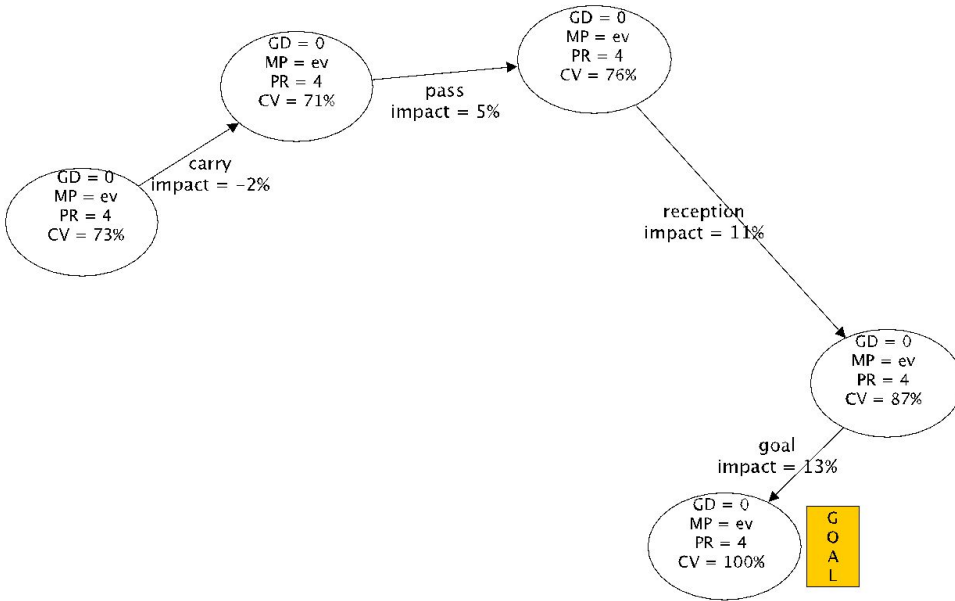 GD = 0
MP = ev
PR = 4
CV = 73%
carry
impact = -2%
GD = 0
MP = ev
PR = 4
CV = 71%
pass
impact = 5%
GD = 0
MP = ev
PR = 4
CV = 76%
reception
impact = 11%
GD = 0
MP = ev
PR = 4
CV = 87%
goal
impact = 13%
GD = 0
MP = ev
PR = 4
CV = 100%
G
O
A
L